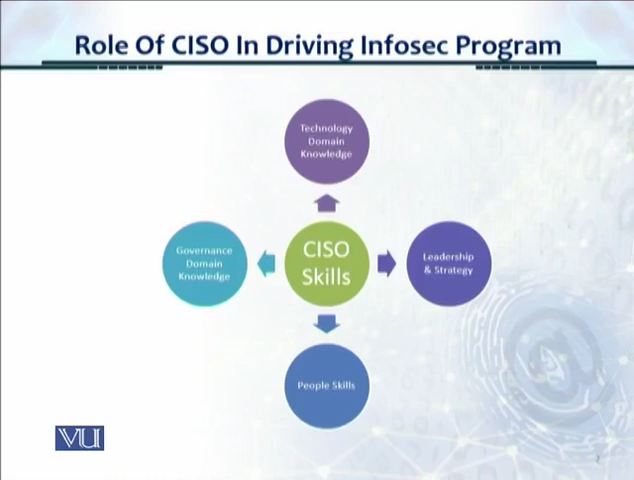 Role Of CISO In Driving Infosec Program
Technology
Domain
Knowledge
Governance
Domain
Knowledge
CISO
Skills
Leadership
& Strategy
People Skills
VU
7